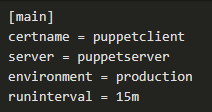 [main]
certname = puppetclient
server = puppetserver
environment = production
runinterval = 15m